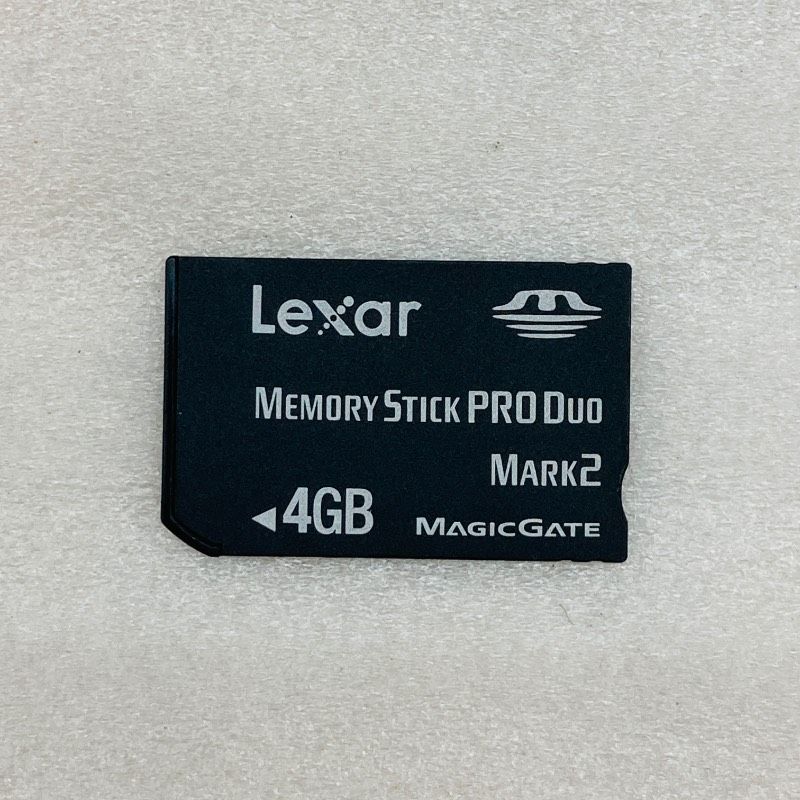 Lexar
MEMORY STICK PRO DUO
MARK2
4GB MAGICGATE